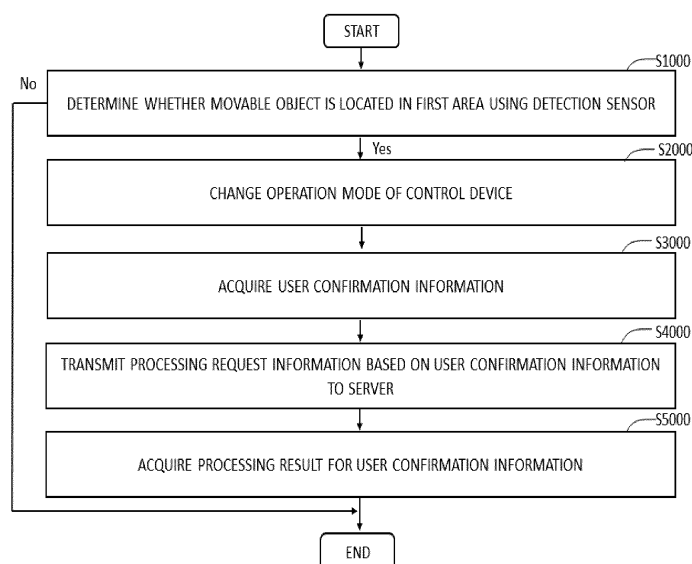 START
No
S1000
DETERMINE WHETHER MOVABLE OBJECT IS LOCATED IN FIRST AREA USING DETECTION SENSOR
Yes
S2000
CHANGE OPERATION MODE OF CONTROL DEVICE
S3000
ACQUIRE USER CONFIRMATION INFORMATION
S4000
TRANSMIT PROCESSING REQUEST INFORMATION BASED ON USER CONFIRMATION INFORMATION
TO SERVER
S5000
ACQUIRE PROCESSING RESULT FOR USER CONFIRMATION INFORMATION
END